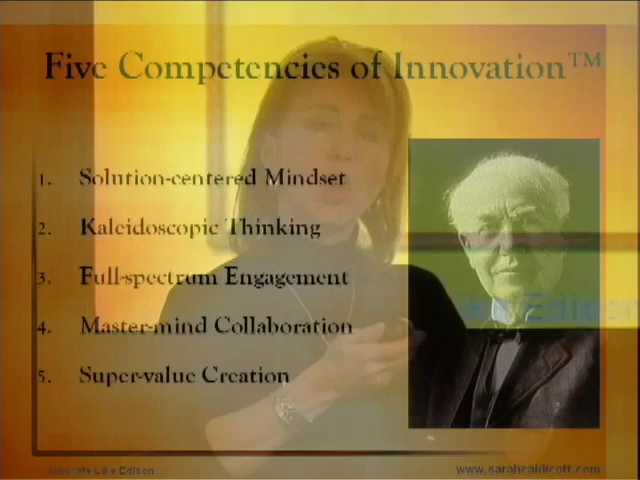 Five Competencies of Innovation™
1. Solution-centered Mindset
2. Kaleidoscopic Thinking
3. Full-spectrum Engagement
4. Master-mind Collaboration
5. Super-value Creation
Edison
Innovate Like Edison
www.sarahcaldicott.com